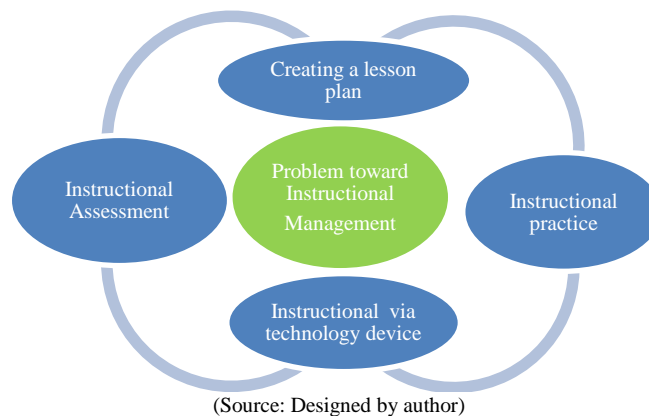 Creating a lesson
plan
Problem toward
Instructional
Management
Instructional
Assessment
Instructional
practice
Instructional via
technology device
(Source: Designed by author)